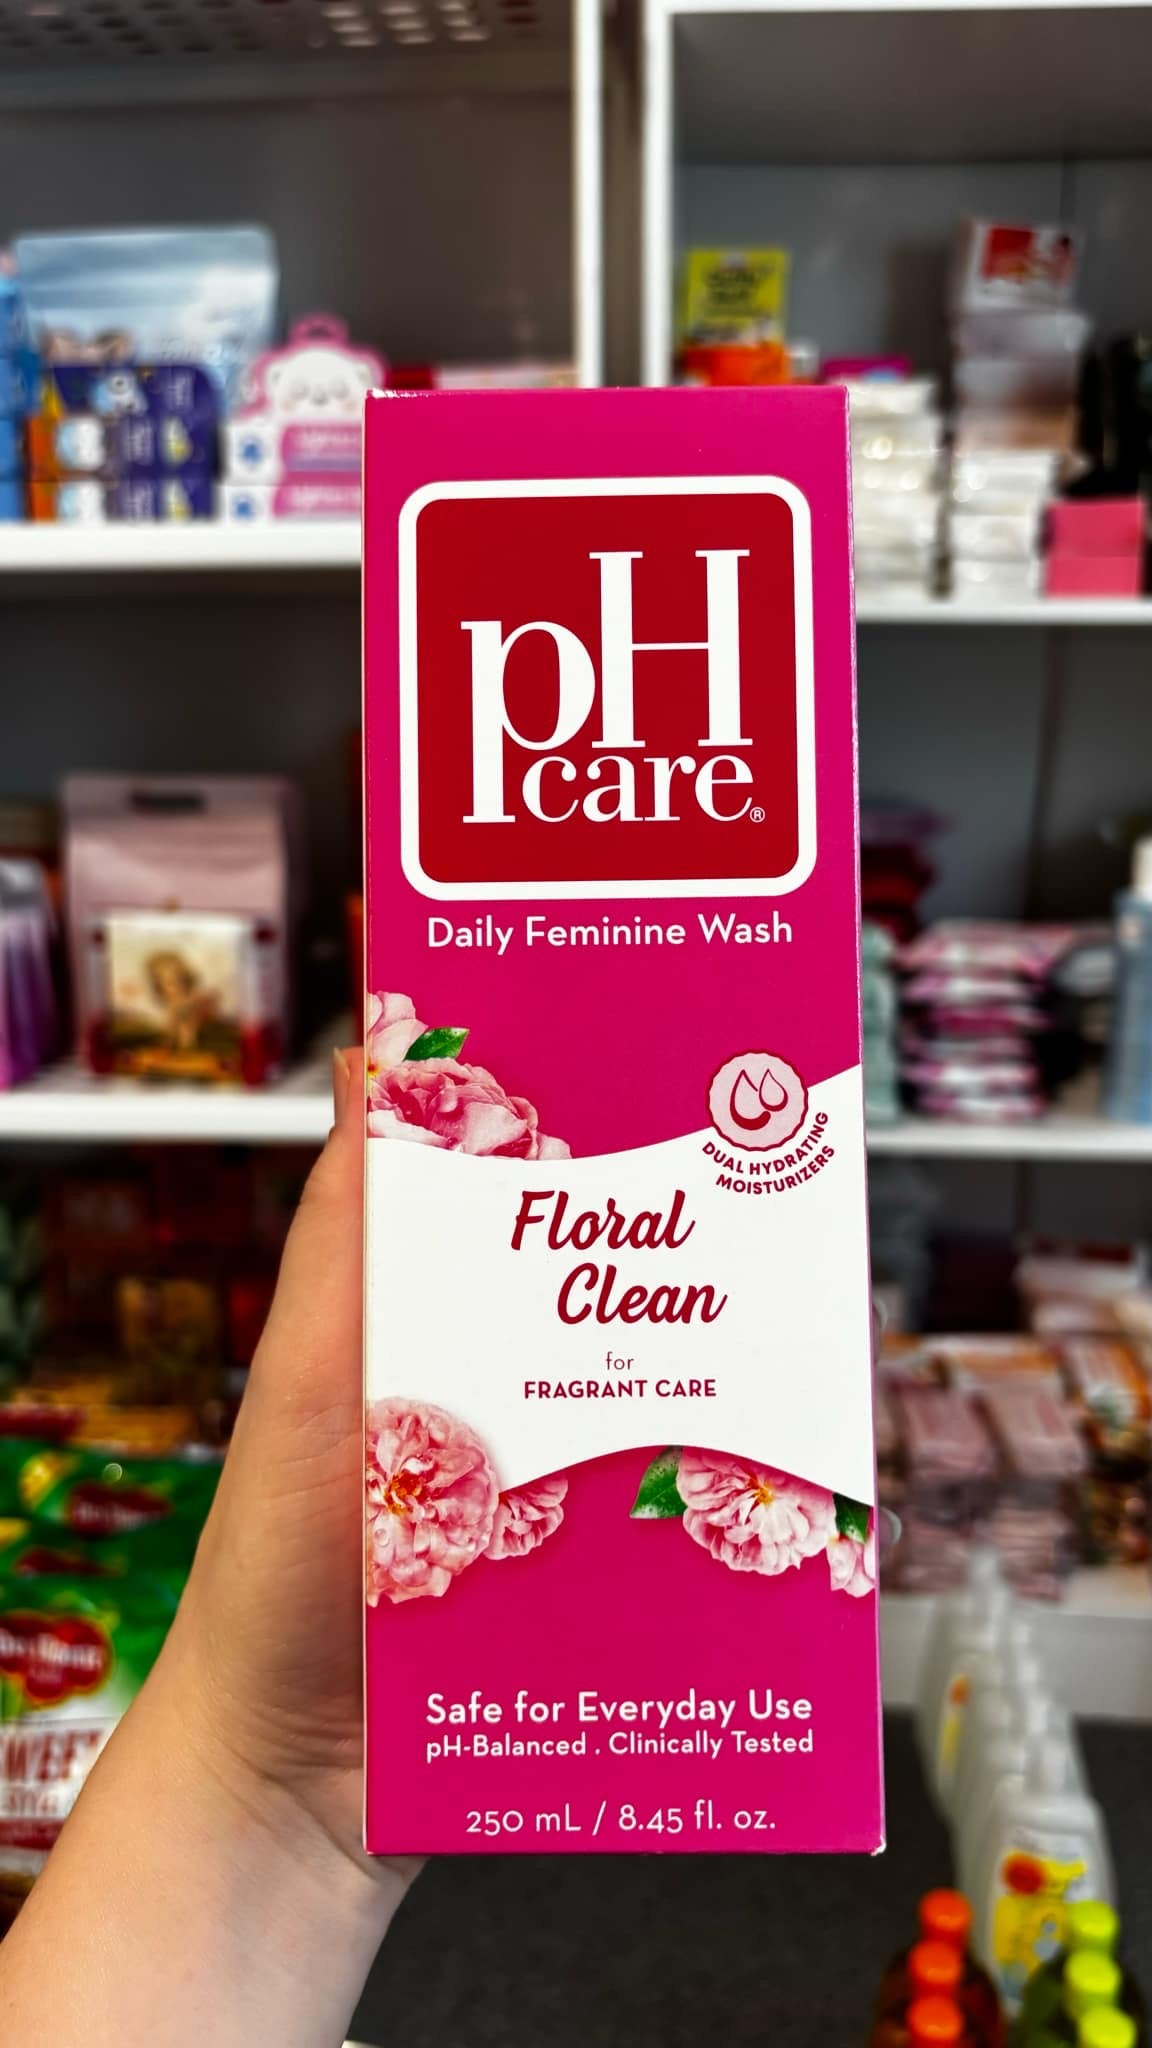 pH
care®
Daily Feminine Wash
DUAL HYDRATING
MOISTURIZERS
Floral
Clean
for
FRAGRANT CARE
Safe for Everyday Use
pH-Balanced . Clinically Tested
250 mL / 8.45 fl. oz.